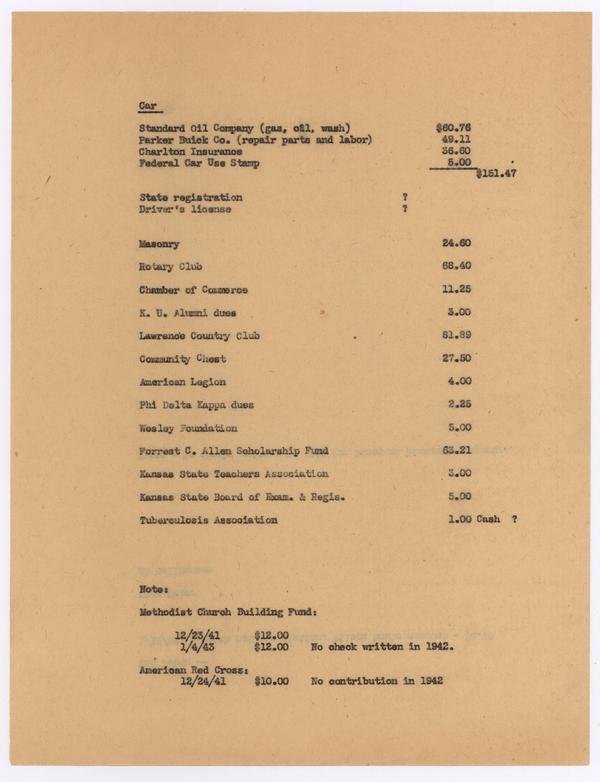 Car
Standard Oil Company (gas, oil, wash) $60.76
Parker Buick Co. (repair parts and labor) 49.11
Charlton Insurance 36.60
Federal Car Use Stamp 5.00
$151.47
State registration ?
Driver's license ?
Masonry 24.60
Rotary Club 68.40
Chamber of Commerce 11.25
K. U. Alumni dues 3.00
Lawrence Country Club 81.89
Community Chest 27.50
American Legion 4.00
Phi Delta Kappa dues 2.25
Wesley Foundation 5.00
Forrest C. Allen Scholarship Fund 63.21
Kansas State Teachers Association 3.00
Kansas State Board of Exam. & Regis. 5.00
Tuberculosis Association 1.00 Cash ?
Note:
Methodist Church Building Fund:
12/23/41 $12.00
1/4/43 $12.00 No check written in 1942.
American Red Cross:
12/24/41 $10.00 No contribution in 1942